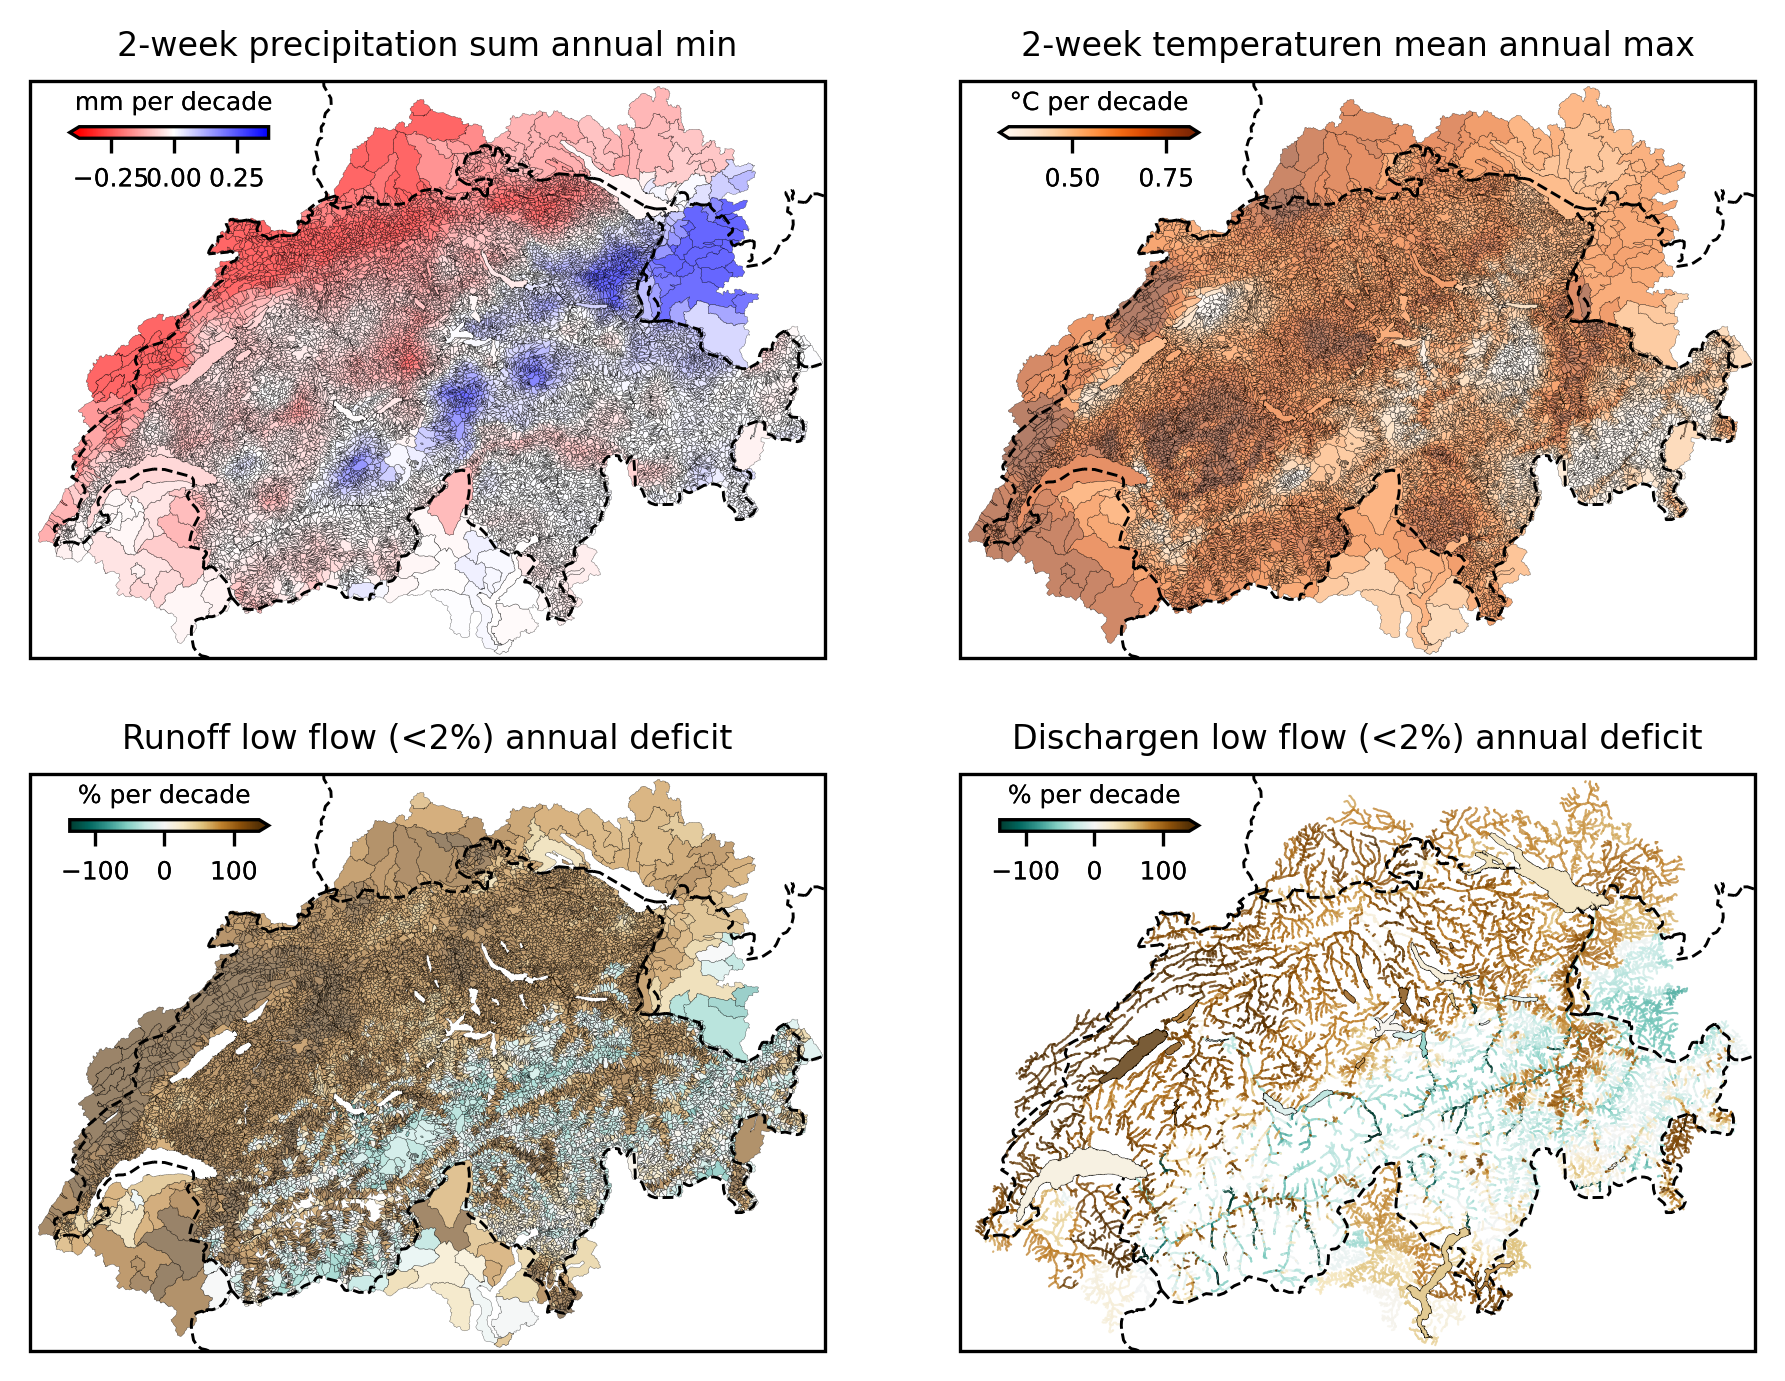 2-week precipitation sum annual min
mm per decade
−0.25 0.00 0.25
2-week temperaturen mean annual max
°C per decade
0.50 0.75
Runoff low flow (<2%) annual deficit
% per decade
−100 0 100
Dischargen low flow (<2%) annual deficit
% per decade
−100 0 100